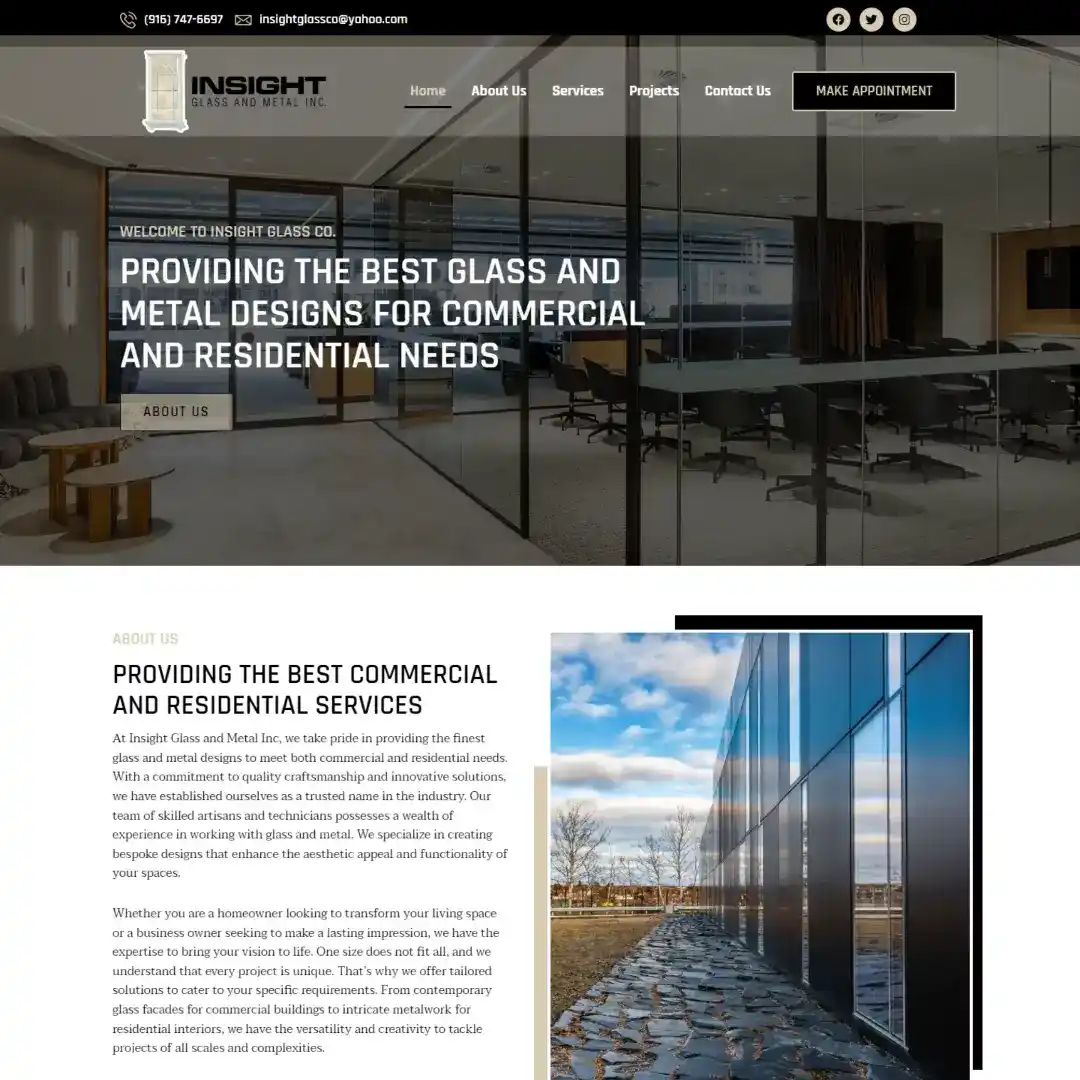 (916) 747-6697 insightglassco@yahoo.com
INSIGHT
GLASS AND METAL INC.
Home About Us Services Projects Contact Us MAKE APPOINTMENT
WELCOME TO INSIGHT GLASS CO.
PROVIDING THE BEST GLASS AND
METAL DESIGNS FOR COMMERCIAL
AND RESIDENTIAL NEEDS
ABOUT US
ABOUT US
PROVIDING THE BEST COMMERCIAL
AND RESIDENTIAL SERVICES
At Insight Glass and Metal Inc, we take pride in providing the finest
glass and metal designs to meet both commercial and residential needs.
With a commitment to quality craftsmanship and innovative solutions,
we have established ourselves as a trusted name in the industry. Our
team of skilled artisans and technicians possesses a wealth of
experience in working with glass and metal. We specialize in creating
bespoke designs that enhance the aesthetic appeal and functionality of
your spaces.
Whether you are a homeowner looking to transform your living space
or a business owner seeking to make a lasting impression, we have the
expertise to bring your vision to life. One size does not fit all, and we
understand that every project is unique. That's why we offer tailored
solutions to cater to your specific requirements. From contemporary
glass facades for commercial buildings to intricate metalwork for
residential interiors, we have the versatility and creativity to tackle
projects of all scales and complexities.